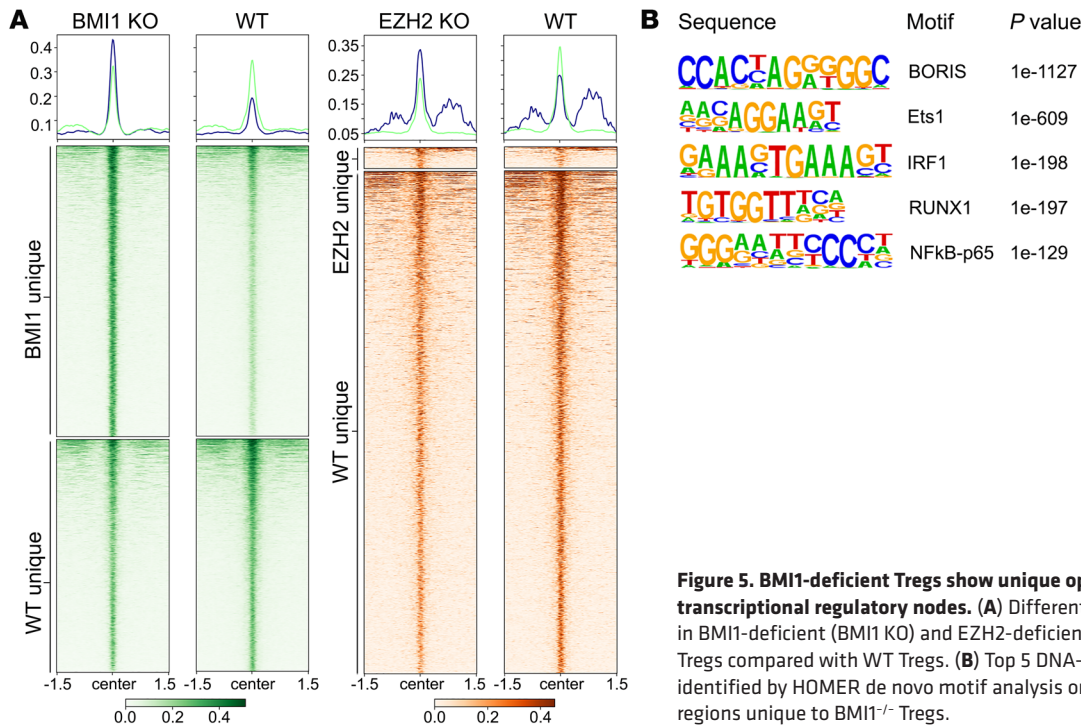 A
BMI1 KO
WT
EZH2 KO
WT
0.4
0.3
0.2
0.1
0.35
0.25
0.15
0.05
BMI1 unique
WT unique
EZH2 unique
WT unique
-1.5 center 1.5
-1.5 center 1.5
-1.5 center 1.5
-1.5 center 1.5
0.0 0.2 0.4
0.0 0.2 0.4
B
Sequence Motif P value
CCACTAGGGGGC BORIS 1e-1127
AACAGGAAGT Ets1 1e-609
GAAAGTGAAAGT IRF1 1e-198
TGTGGTTTCA RUNX1 1e-197
GGGAATTCCCT NFkB-p65 1e-129
Figure 5. BMI1-deficient Tregs show unique op
transcriptional regulatory nodes. (A) Different
in BMI1-deficient (BMI1 KO) and EZH2-deficien
Tregs compared with WT Tregs. (B) Top 5 DNA-
identified by HOMER de novo motif analysis o
regions unique to BMI1⁻/⁻ Tregs.